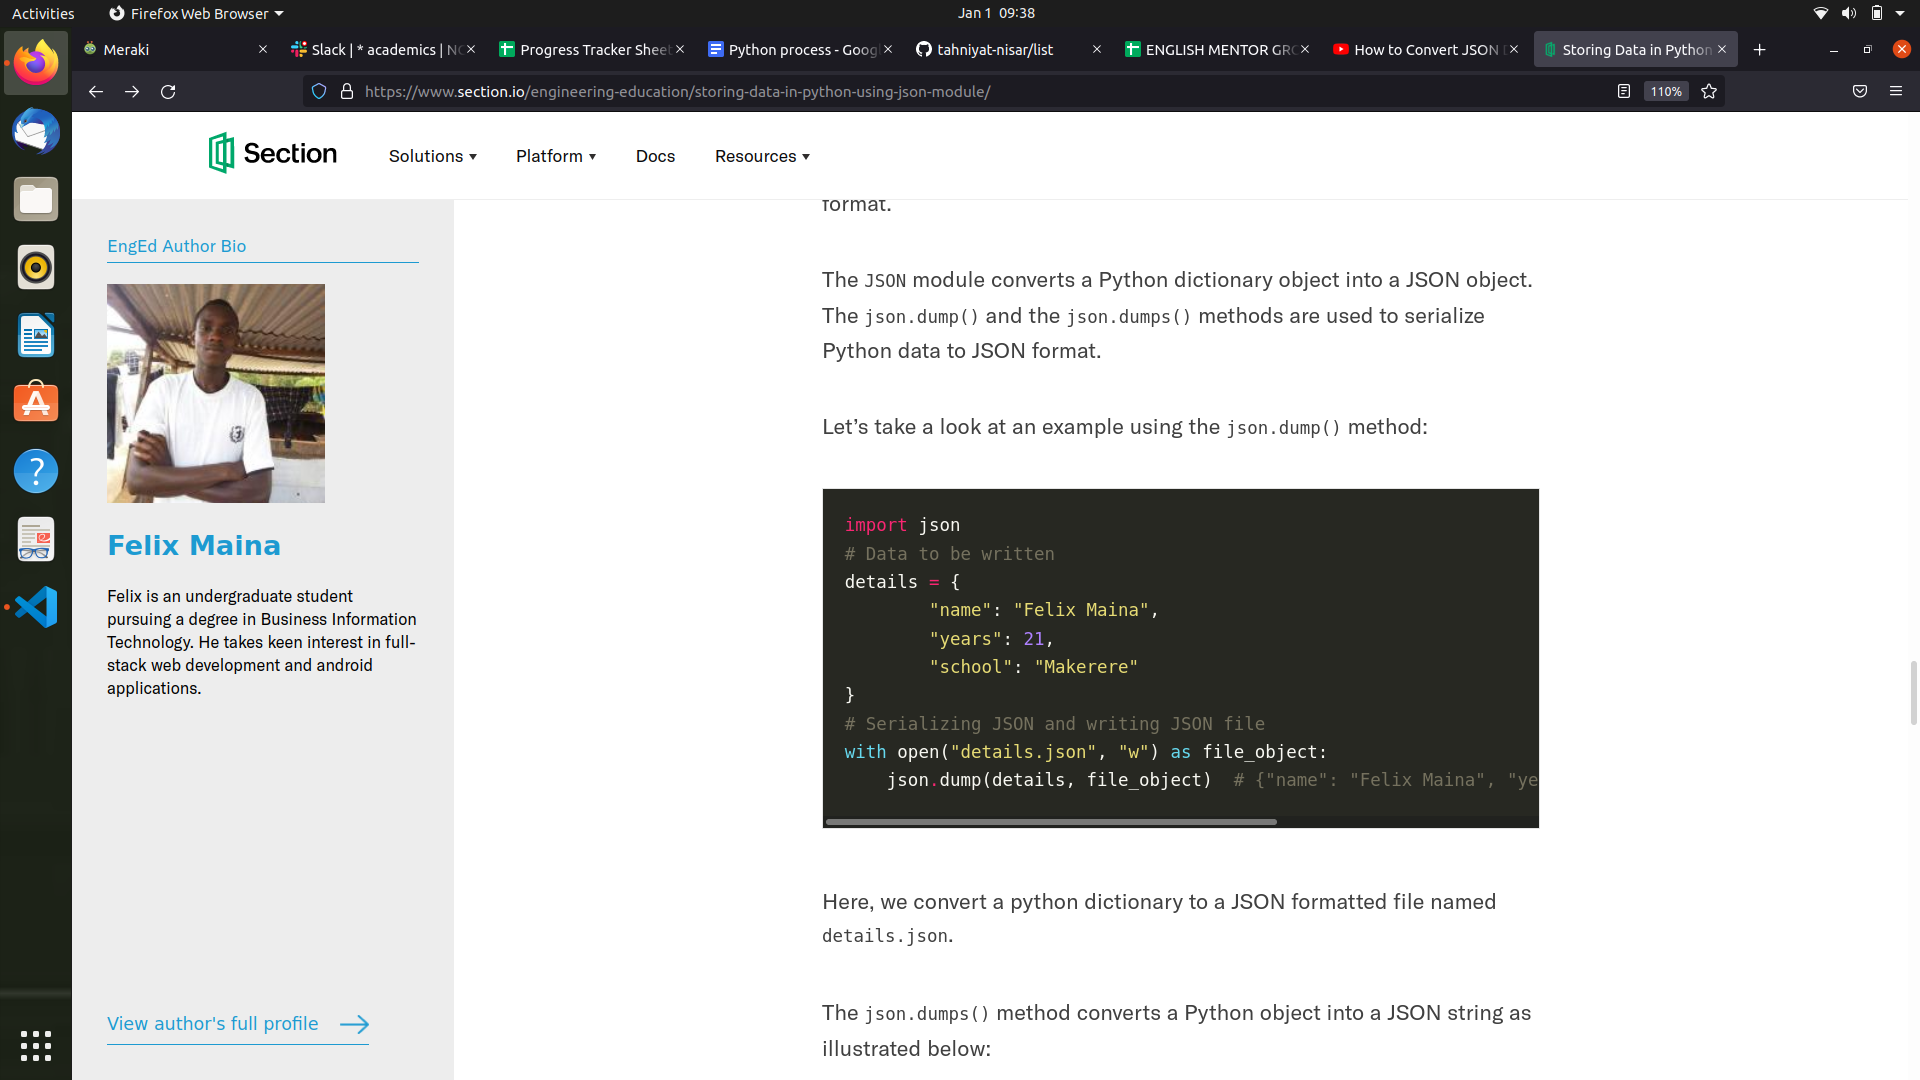 Activities
Firefox Web Browser
Jan 1 09:38
Meraki
Slack | * academics | NG
Progress Tracker Sheet
Python process - Goog
tahniyat-nisar/list
ENGLISH MENTOR GRO
How to Convert JSON
Storing Data in Python
https://www.section.io/engineering-education/storing-data-in-python-using-json-module/
110%
Section
Solutions
Platform
Docs
Resources
EngEd Author Bio
Felix Maina
Felix is an undergraduate student
pursuing a degree in Business Information
Technology. He takes keen interest in full-
stack web development and android
applications.
View author's full profile
format.
The JSON module converts a Python dictionary object into a JSON object.
The json.dump() and the json.dumps() methods are used to serialize
Python data to JSON format.
Let’s take a look at an example using the json.dump() method:
import json
# Data to be written
details = {
"name": "Felix Maina",
"years": 21,
"school": "Makerere"
}
# Serializing JSON and writing JSON file
with open("details.json", "w") as file_object:
json.dump(details, file_object)  # {"name": "Felix Maina", "ye
Here, we convert a python dictionary to a JSON formatted file named
details.json.
The json.dumps() method converts a Python object into a JSON string as
illustrated below: